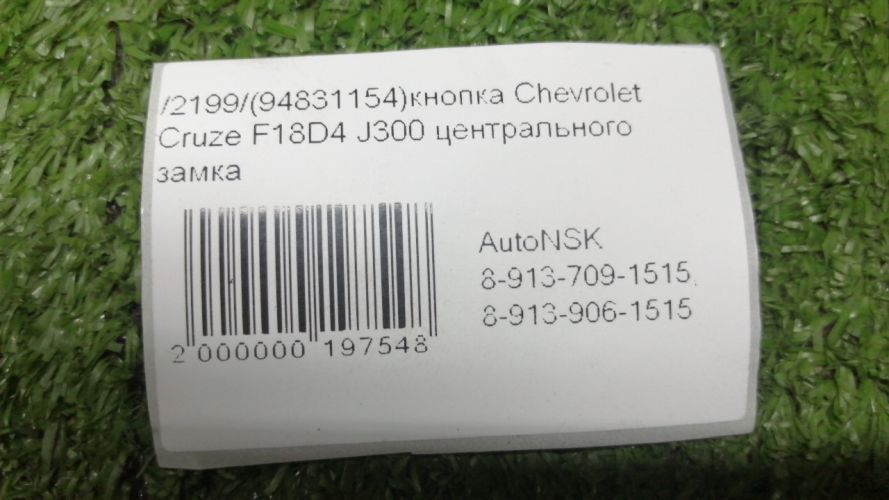 /2199/(94831154)кнопка Chevrolet
Cruze F18D4 J300 центрального
замка
AutoNSK
8-913-709-1515,
8-913-906-1515
2 000000 197548